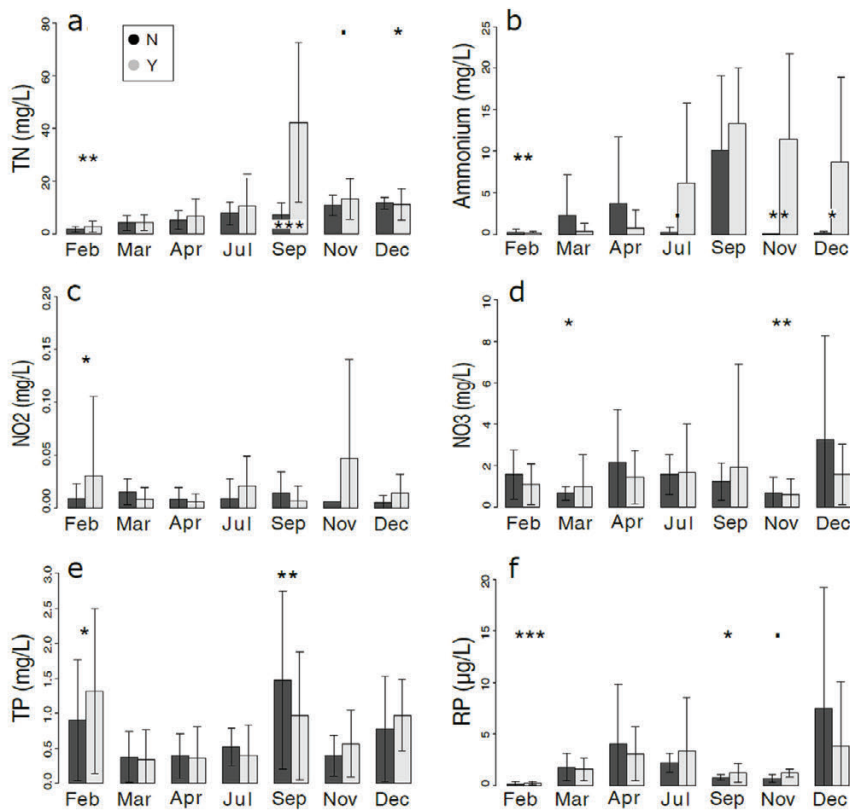 a
TN (mg/L)
80
60
40
20
0
N
Y
**
***
.
*
Feb Mar Apr Jul Sep Nov Dec
b
Ammonium (mg/L)
25
20
15
10
5
0
**
.
**
*
Feb Mar Apr Jul Sep Nov Dec
c
NO2 (mg/L)
0.20
0.15
0.10
0.05
0.00
*
Feb Mar Apr Jul Sep Nov Dec
d
NO3 (mg/L)
10
8
6
4
2
0
*
**
Feb Mar Apr Jul Sep Nov Dec
e
TP (mg/L)
3.0
2.5
2.0
1.5
1.0
0.5
0.0
*
**
Feb Mar Apr Jul Sep Nov Dec
f
RP (µg/L)
20
15
10
5
0
***
*
.
Feb Mar Apr Jul Sep Nov Dec